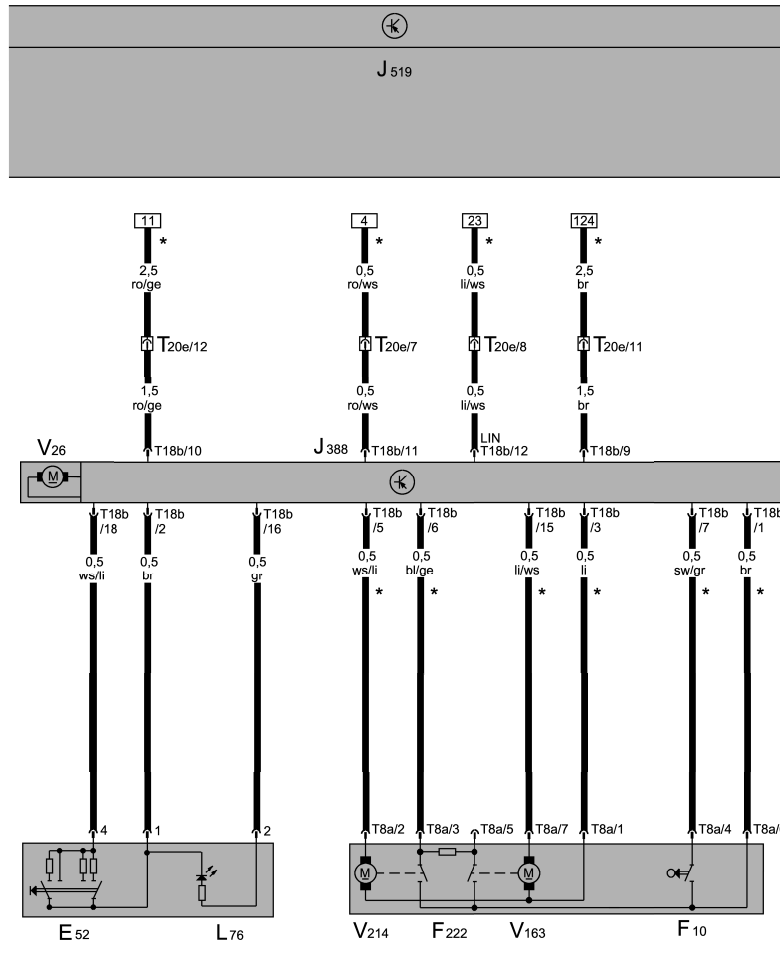 J 519
11 4 23 124
* * * *
2,5 0,5 0,5 2,5
ro/ge ro/ws li/ws br
T20e/12 T20e/7 T20e/8 T20e/11
1,5 0,5 0,5 1,5
ro/ge ro/ws li/ws br
LIN
V26 T18b/10 J388 T18b/11 T18b/12 T18b/9
M
T18b T18b T18b T18b T18b T18b T18b T18b T18b
/18 /2 /16 /5 /6 /15 /3 /7 /1
0,5 0,5 0,5 0,5 0,5 0,5 0,5 0,5 0,5
ws/li br gr ws/li bl/ge li/ws li sw/gr br
* * * * * *
4 1 2 T8a/2 T8a/3 T8a/5 T8a/7 T8a/1 T8a/4 T8a/
M M
E 52 L76 V214 F222 V163 F 10